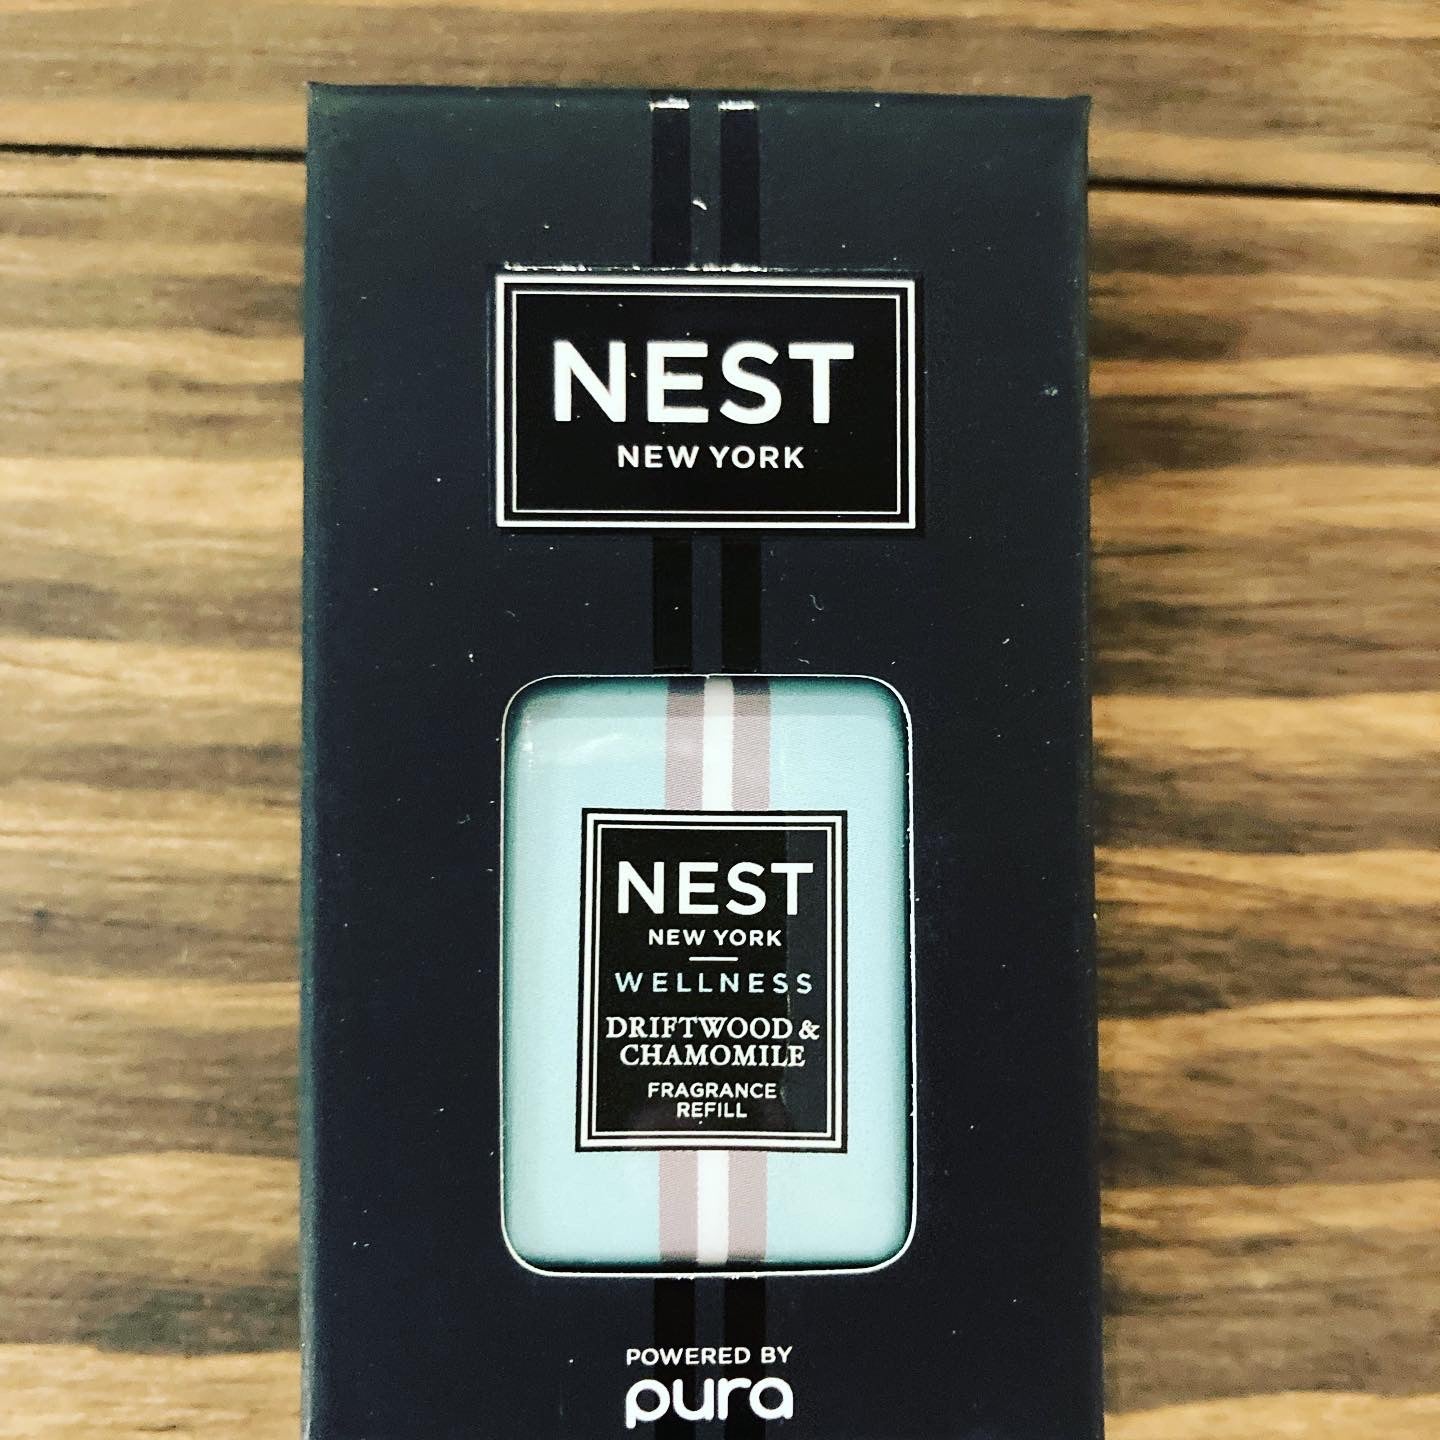 NEST
NEW YORK
NEST
NEW YORK
WELLNESS
DRIFTWOOD &
CHAMOMILE
FRAGRANCE
REFILL
POWERED BY
pura